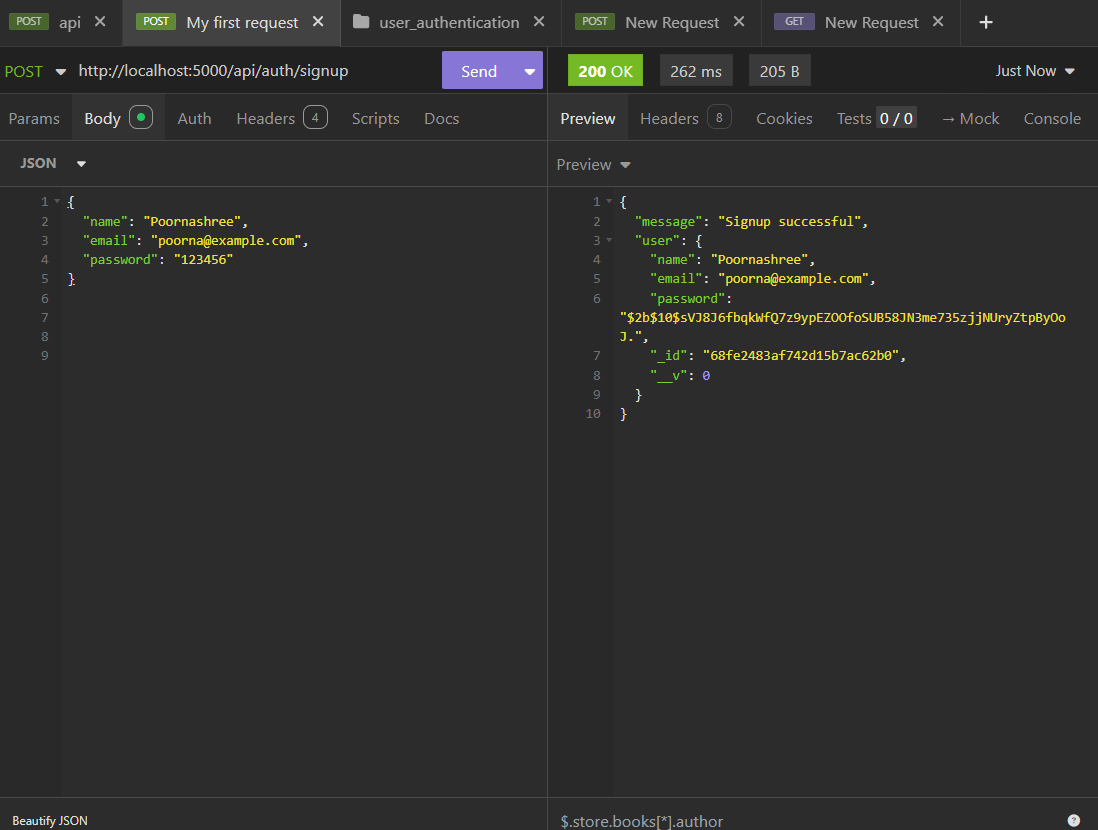 POST api × POST My first request × user_authentication × POST New Request × GET New Request × +
POST http://localhost:5000/api/auth/signup Send 200 OK 262 ms 205 B Just Now
Params Body Auth Headers 4 Scripts Docs Preview Headers 8 Cookies Tests 0 / 0 → Mock Console
JSON
Preview
1 {
2 "name": "Poornashree",
3 "email": "poorna@example.com",
4 "password": "123456"
5 }
6
7
8
9
1 {
2 "message": "Signup successful",
3 "user": {
4 "name": "Poornashree",
5 "email": "poorna@example.com",
6 "password":
"$2b$10$sVJ8J6fbqkWfQ7z9ypEZOOfoSUB58JN3me735zjjNUryZtpByOo
J.",
7 "_id": "68fe2483af742d15b7ac62b0",
8 "__v": 0
9 }
10 }
Beautify JSON
$.store.books[*].author ?